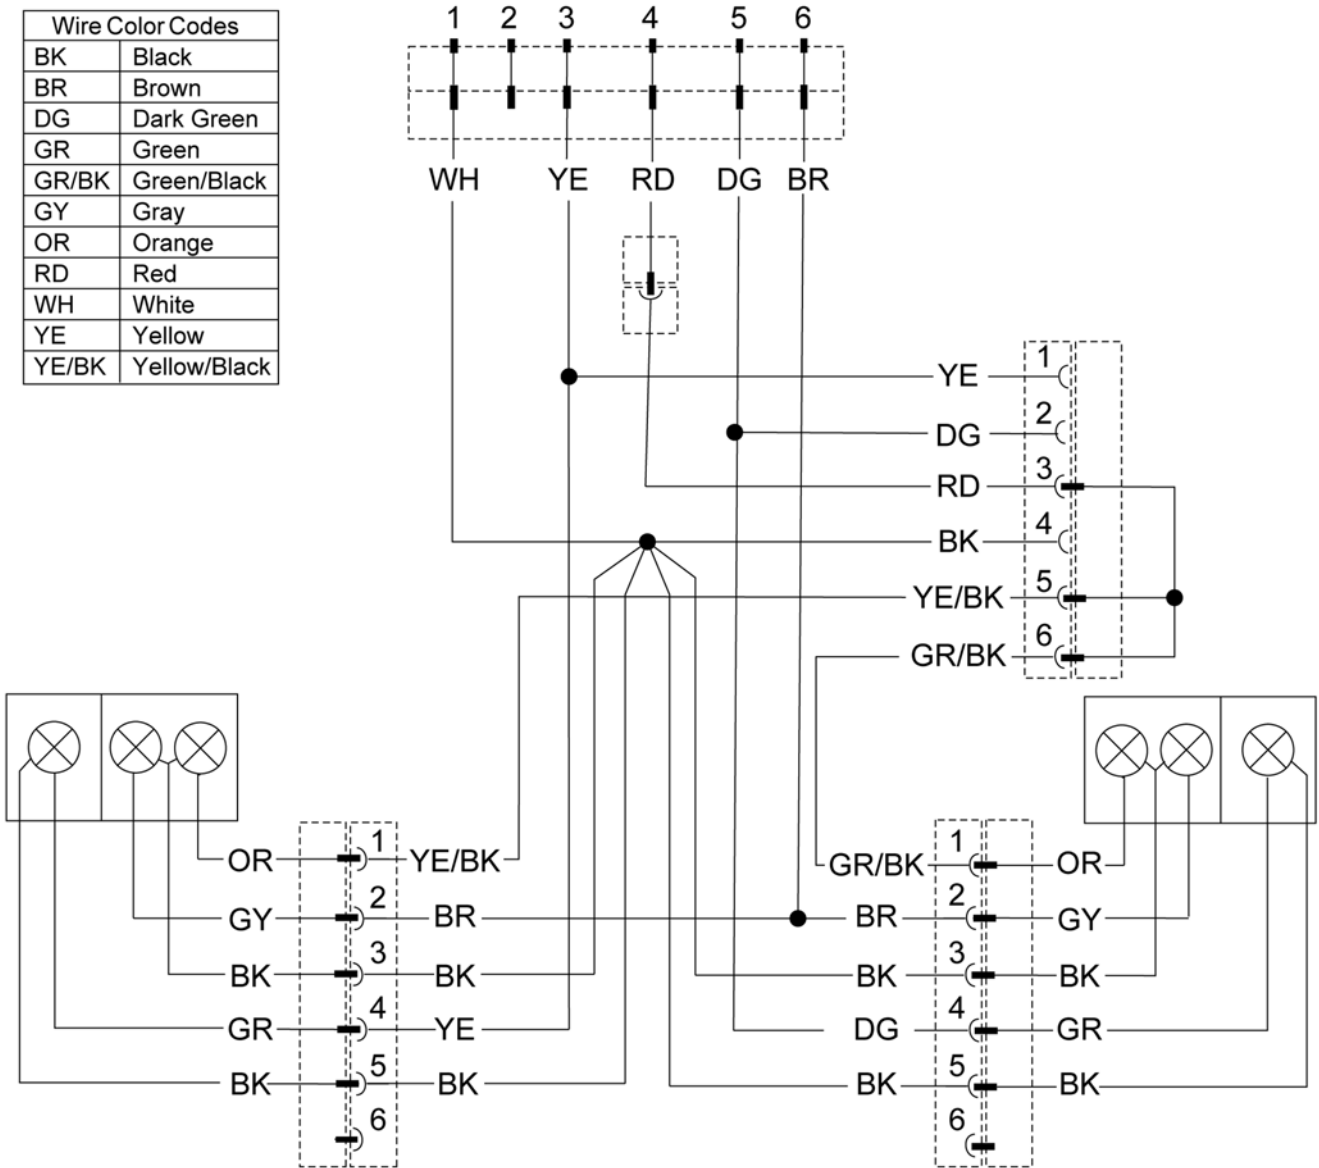 Wire Color Codes
BK Black
BR Brown
DG Dark Green
GR Green
GR/BK Green/Black
GY Gray
OR Orange
RD Red
WH White
YE Yellow
YE/BK Yellow/Black
1 2 3 4 5 6
WH YE RD DG BR
YE 1
DG 2
RD 3
BK 4
YE/BK 5
GR/BK 6
OR 1 YE/BK
GY 2 BR
BK 3 BK
GR 4 YE
BK 5 BK
6
GR/BK 1 OR
BR 2 GY
BK 3 BK
DG 4 GR
BK 5 BK
6